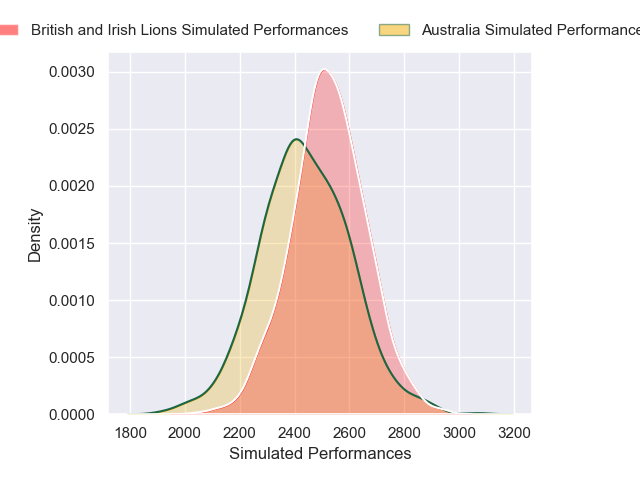 British and Irish Lions Simulated Performances
Australia Simulated Performance
0.0030
0.0025
0.0020
0.0015
0.0010
0.0005
0.0000
Density
1800 2000 2200 2400 2600 2800 3000 3200
Simulated Performances